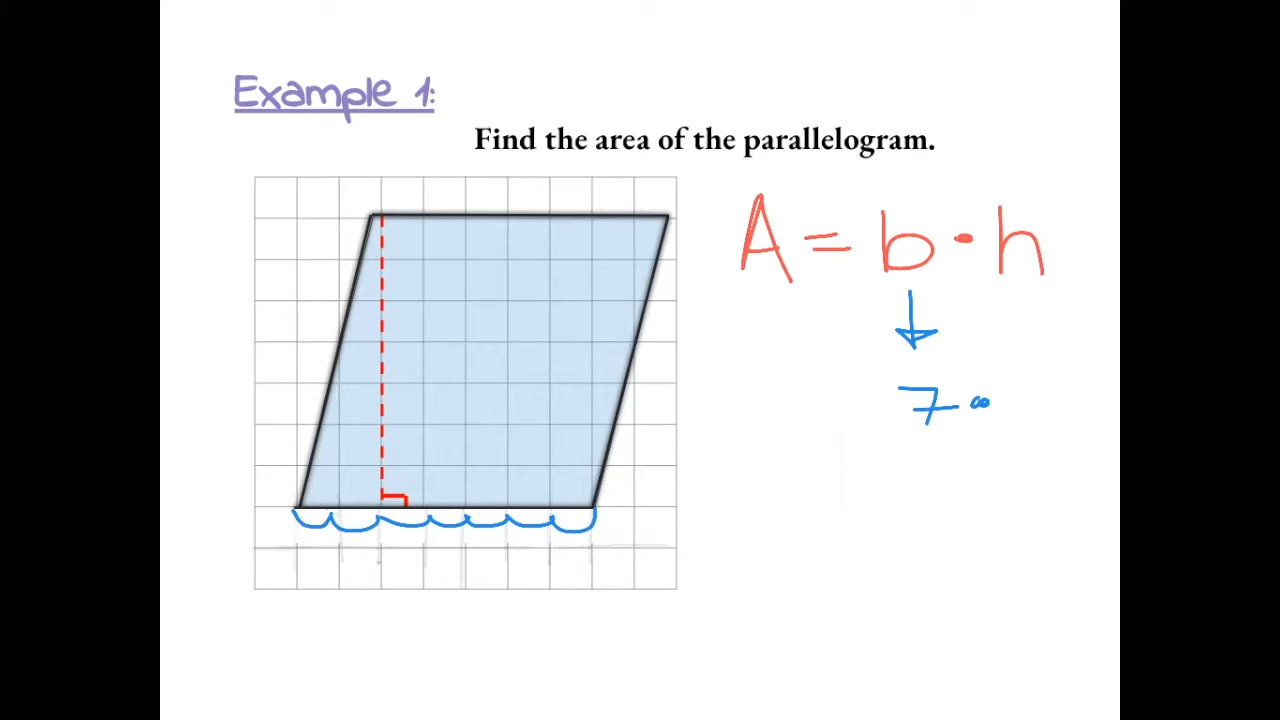 Example 1:
Find the area of the parallelogram.
A = b · h
7 ·